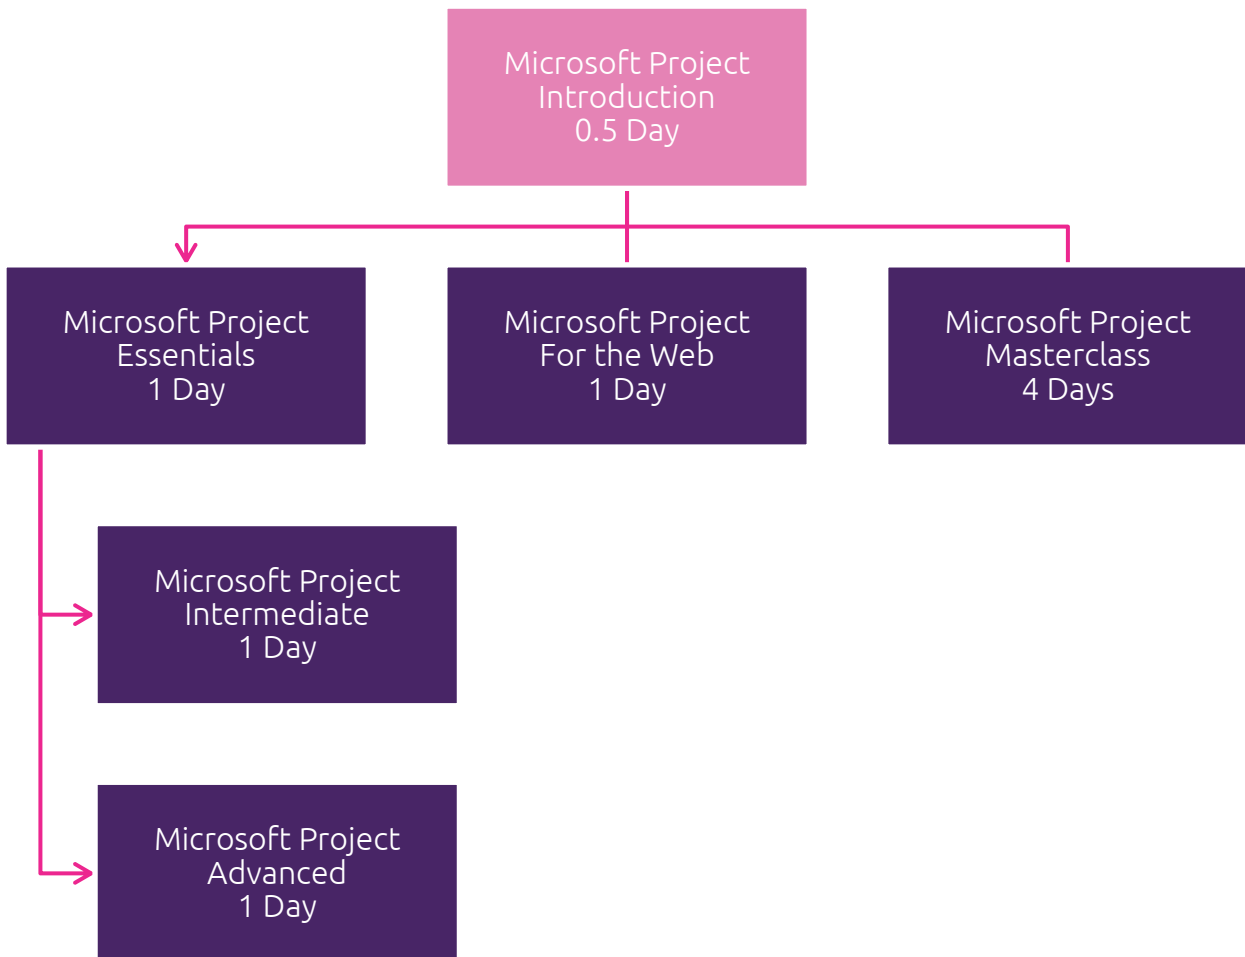 Microsoft Project
Introduction
0.5 Day
Microsoft Project
Essentials
1 Day
Microsoft Project
For the Web
1 Day
Microsoft Project
Masterclass
4 Days
Microsoft Project
Intermediate
1 Day
Microsoft Project
Advanced
1 Day